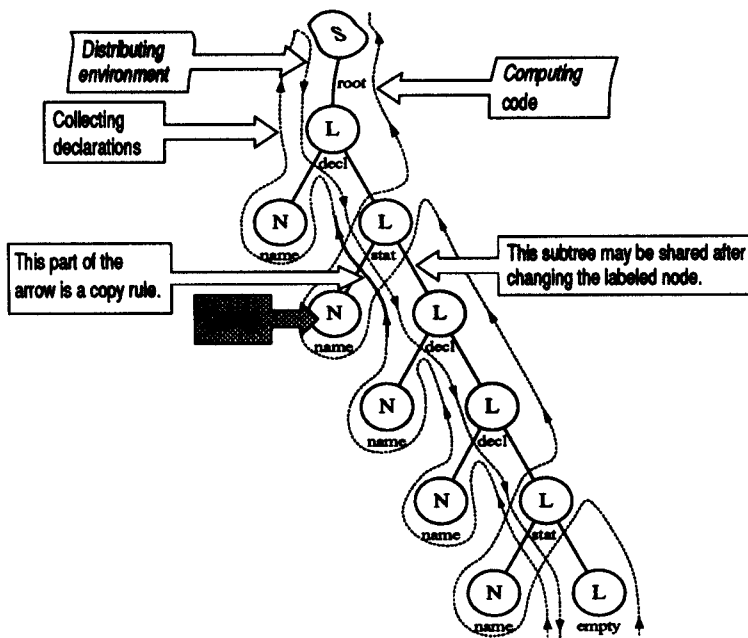 S
Distributing
environment
root
Computing
code
Collecting
declarations
L
decl
N
name
L
stat
This part of the
arrow is a copy rule.
This subtree may be shared after
changing the labeled node.
N
name
L
decl
N
name
L
decl
N
name
L
stat
N
name
L
empty